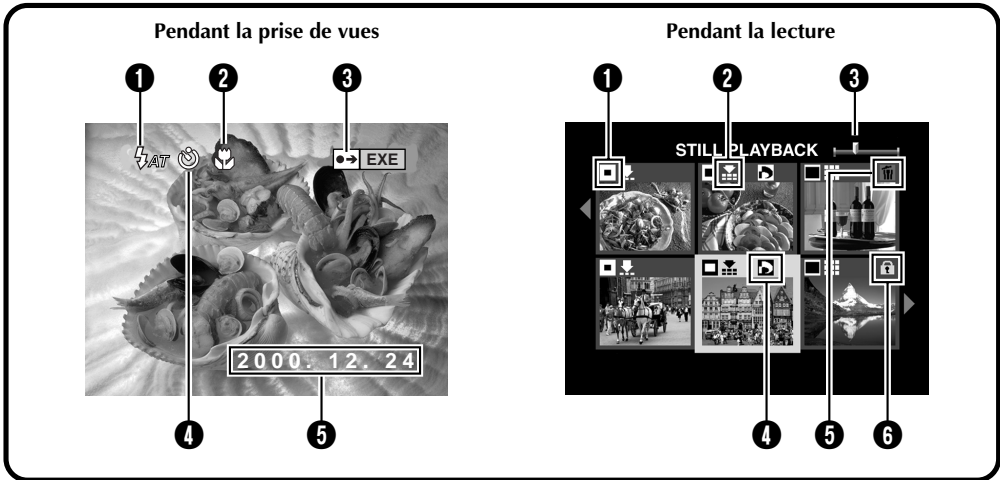 Pendant la prise de vues
1 2 3
AT
EXE
2000. 12. 24
4 5
Pendant la lecture
1 2 3
STILL PLAYBACK
4 5 6